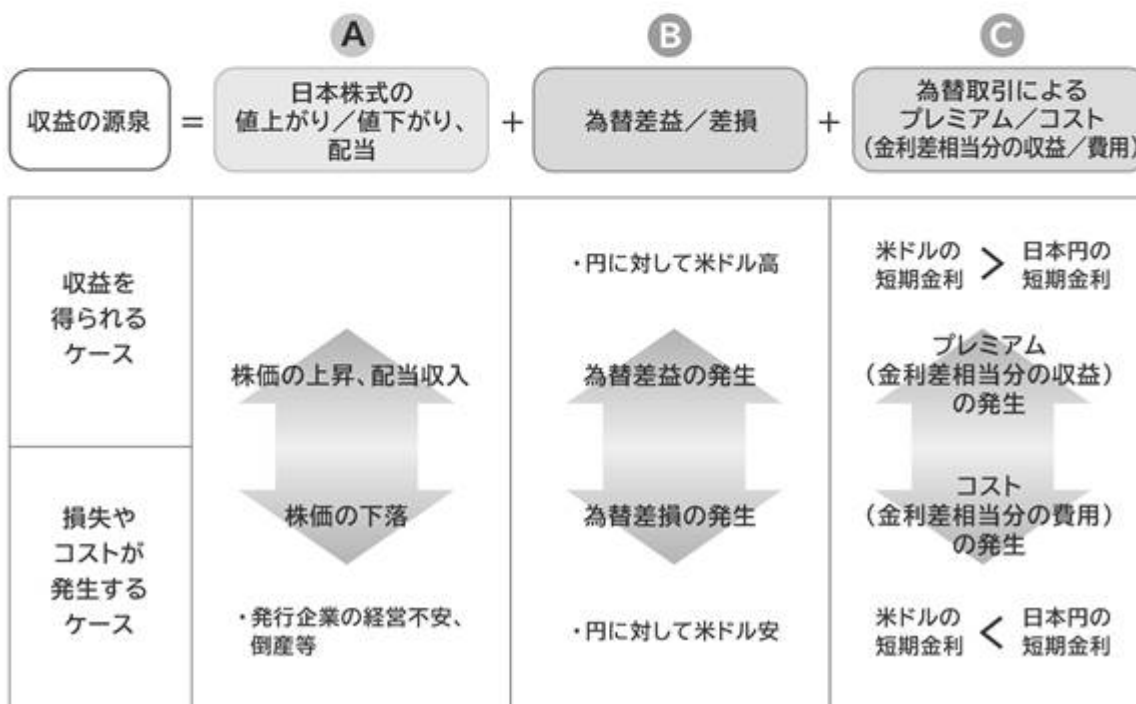 A
B
C
収益の源泉
=
日本株式の
値上がり／値下がり、
配当
+
為替差益／差損
+
為替取引による
プレミアム／コスト
(金利差相当分の収益／費用)
収益を
得られる
ケース
株価の上昇、配当収入
・円に対して米ドル高
為替差益の発生
米ドルの
短期金利
>
日本円の
短期金利
プレミアム
(金利差相当分の収益)
の発生
損失や
コストが
発生する
ケース
株価の下落
・発行企業の経営不安、
倒産等
為替差損の発生
・円に対して米ドル安
コスト
(金利差相当分の費用)
の発生
米ドルの
短期金利
<
日本円の
短期金利